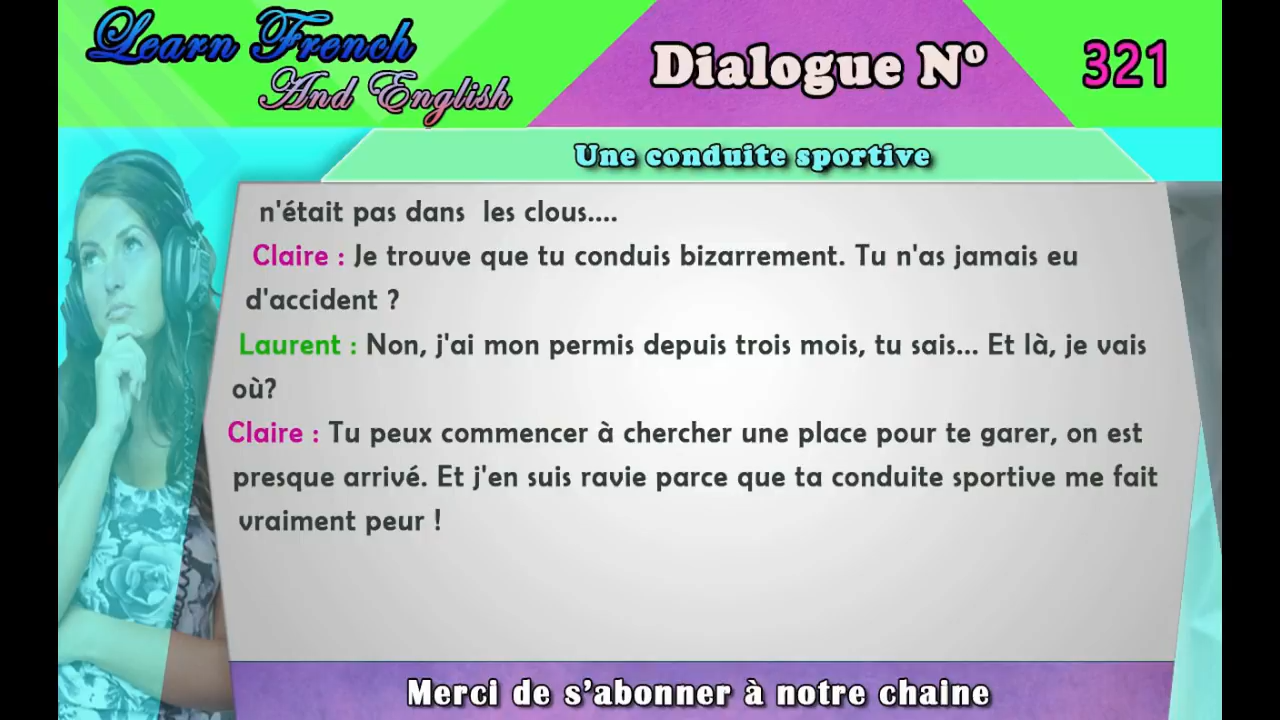 Learn French
And English
Dialogue N° 321
Une conduite sportive
n'était pas dans les clous....
Claire : Je trouve que tu conduis bizarrement. Tu n'as jamais eu
d'accident ?
Laurent : Non, j'ai mon permis depuis trois mois, tu sais... Et là, je vais
où?
Claire : Tu peux commencer à chercher une place pour te garer, on est
presque arrivé. Et j'en suis ravie parce que ta conduite sportive me fait
vraiment peur !
Merci de s'abonner à notre chaine